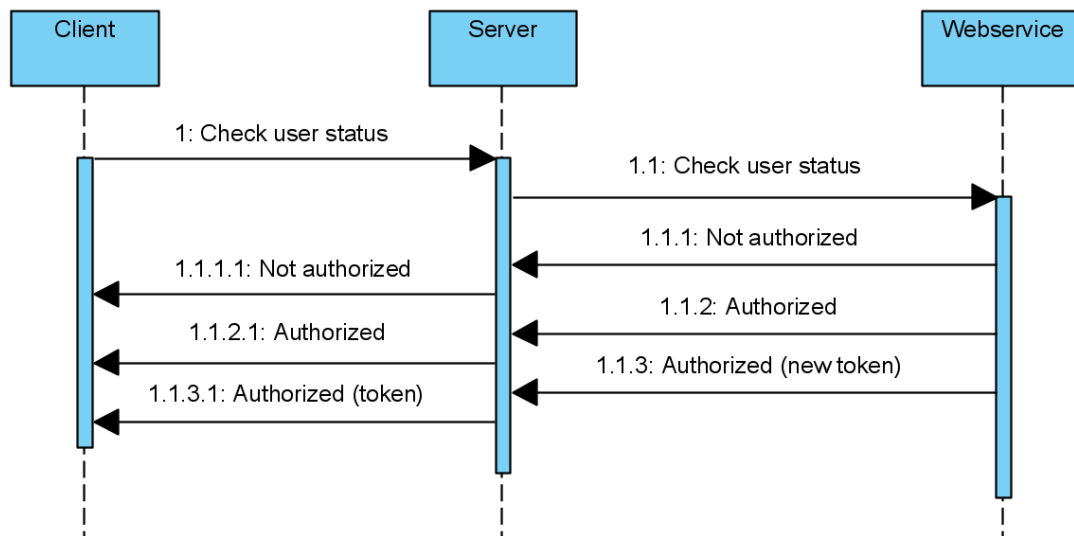 Client
Server
Webservice
1: Check user status
1.1: Check user status
1.1.1: Not authorized
1.1.1.1: Not authorized
1.1.2: Authorized
1.1.2.1: Authorized
1.1.3: Authorized (new token)
1.1.3.1: Authorized (token)